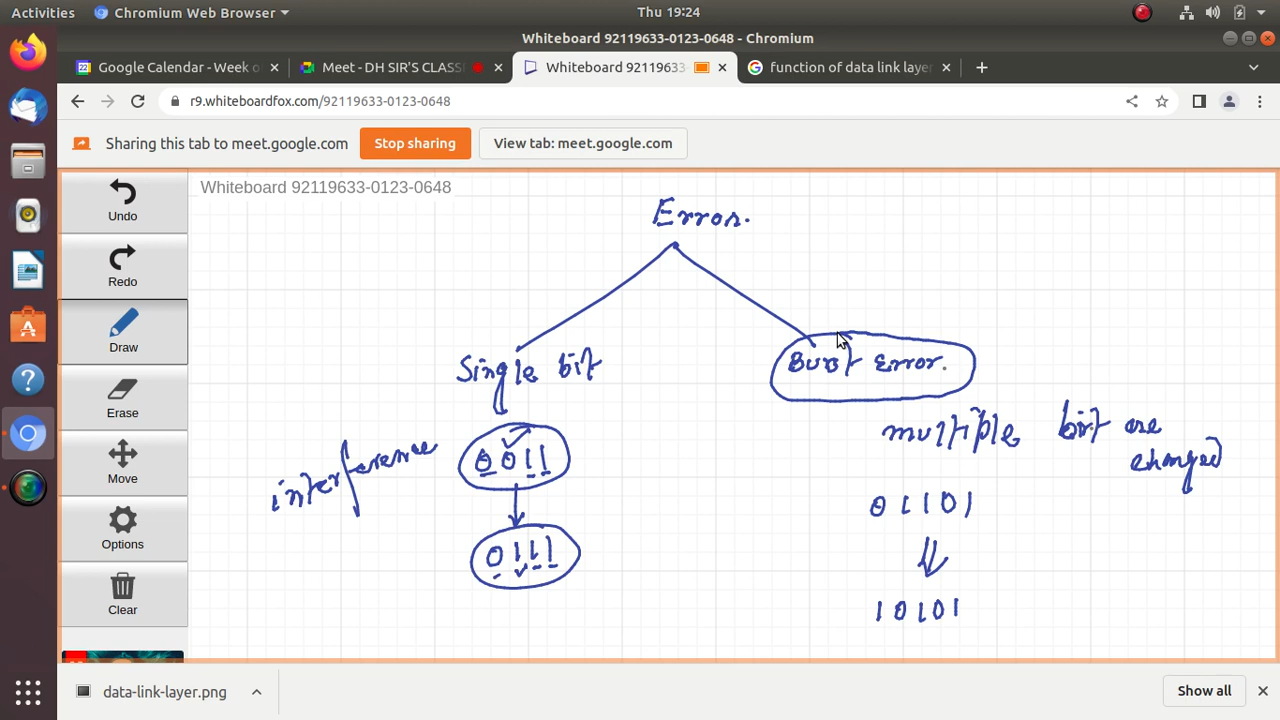 Activities
Chromium Web Browser
Thu 19:24
Whiteboard 92119633-0123-0648 - Chromium
Google Calendar - Week o
Meet - DH SIR'S CLASS
Whiteboard 92119633-
function of data link layer
r9.whiteboardfox.com/92119633-0123-0648
Sharing this tab to meet.google.com
Stop sharing
View tab: meet.google.com
Whiteboard 92119633-0123-0648
Undo
Redo
Draw
Erase
Move
Options
Clear
Error.
Single bit
Burst Error.
interference
0011
0111
multiple bit are
changed
01101
10101
data-link-layer.png
Show all